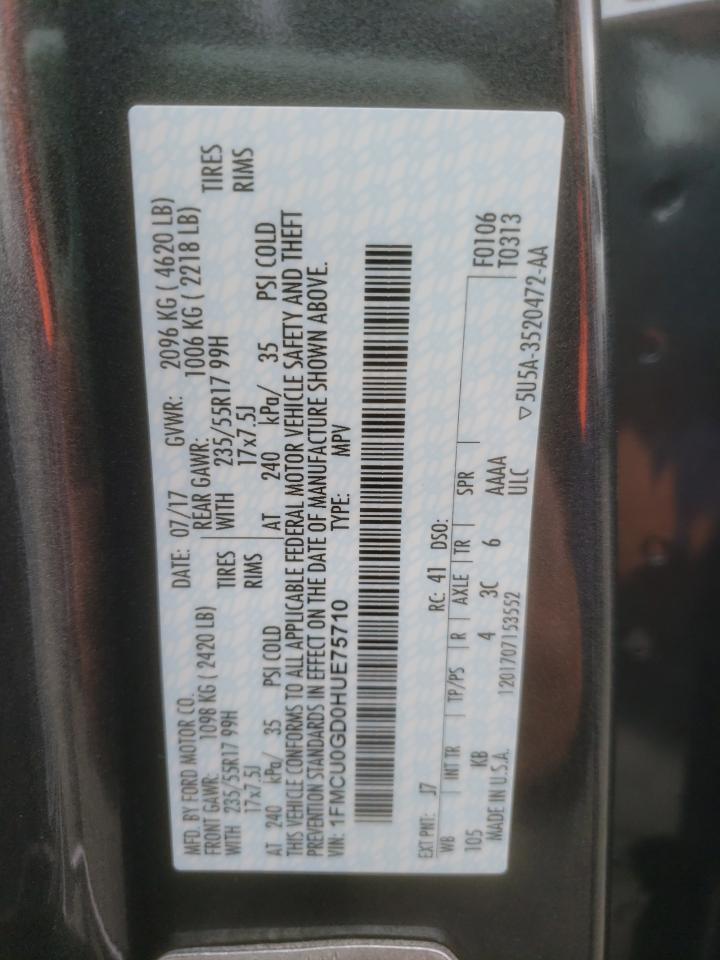 MFD. BY FORD MOTOR CO.
DATE: 07/17 GVWR: 2096 KG ( 4620 LB)
FRONT GAWR: 1098 KG ( 2420 LB)
REAR GAWR: 1006 KG ( 2218 LB)
WITH 235/55R17 99H TIRES
WITH 235/55R17 99H TIRES
17x7.5J RIMS
17x7.5J RIMS
AT 240 kPa/ 35 PSI COLD
AT 240 kPa/ 35 PSI COLD
THIS VEHICLE CONFORMS TO ALL APPLICABLE FEDERAL MOTOR VEHICLE SAFETY AND THEFT
PREVENTION STANDARDS IN EFFECT ON THE DATE OF MANUFACTURE SHOWN ABOVE.
VIN: 1FMCU0GD0HUE75710 TYPE: MPV
EXT PNT: J7 RC: 41 DSO: F0106
T0313
WB INT TR TP/PS R AXLE TR SPR
105 KB 4 3C 6 AAAA
ULC
MADE IN U.S.A. 1201707153552
▽5U5A-3520472-AA